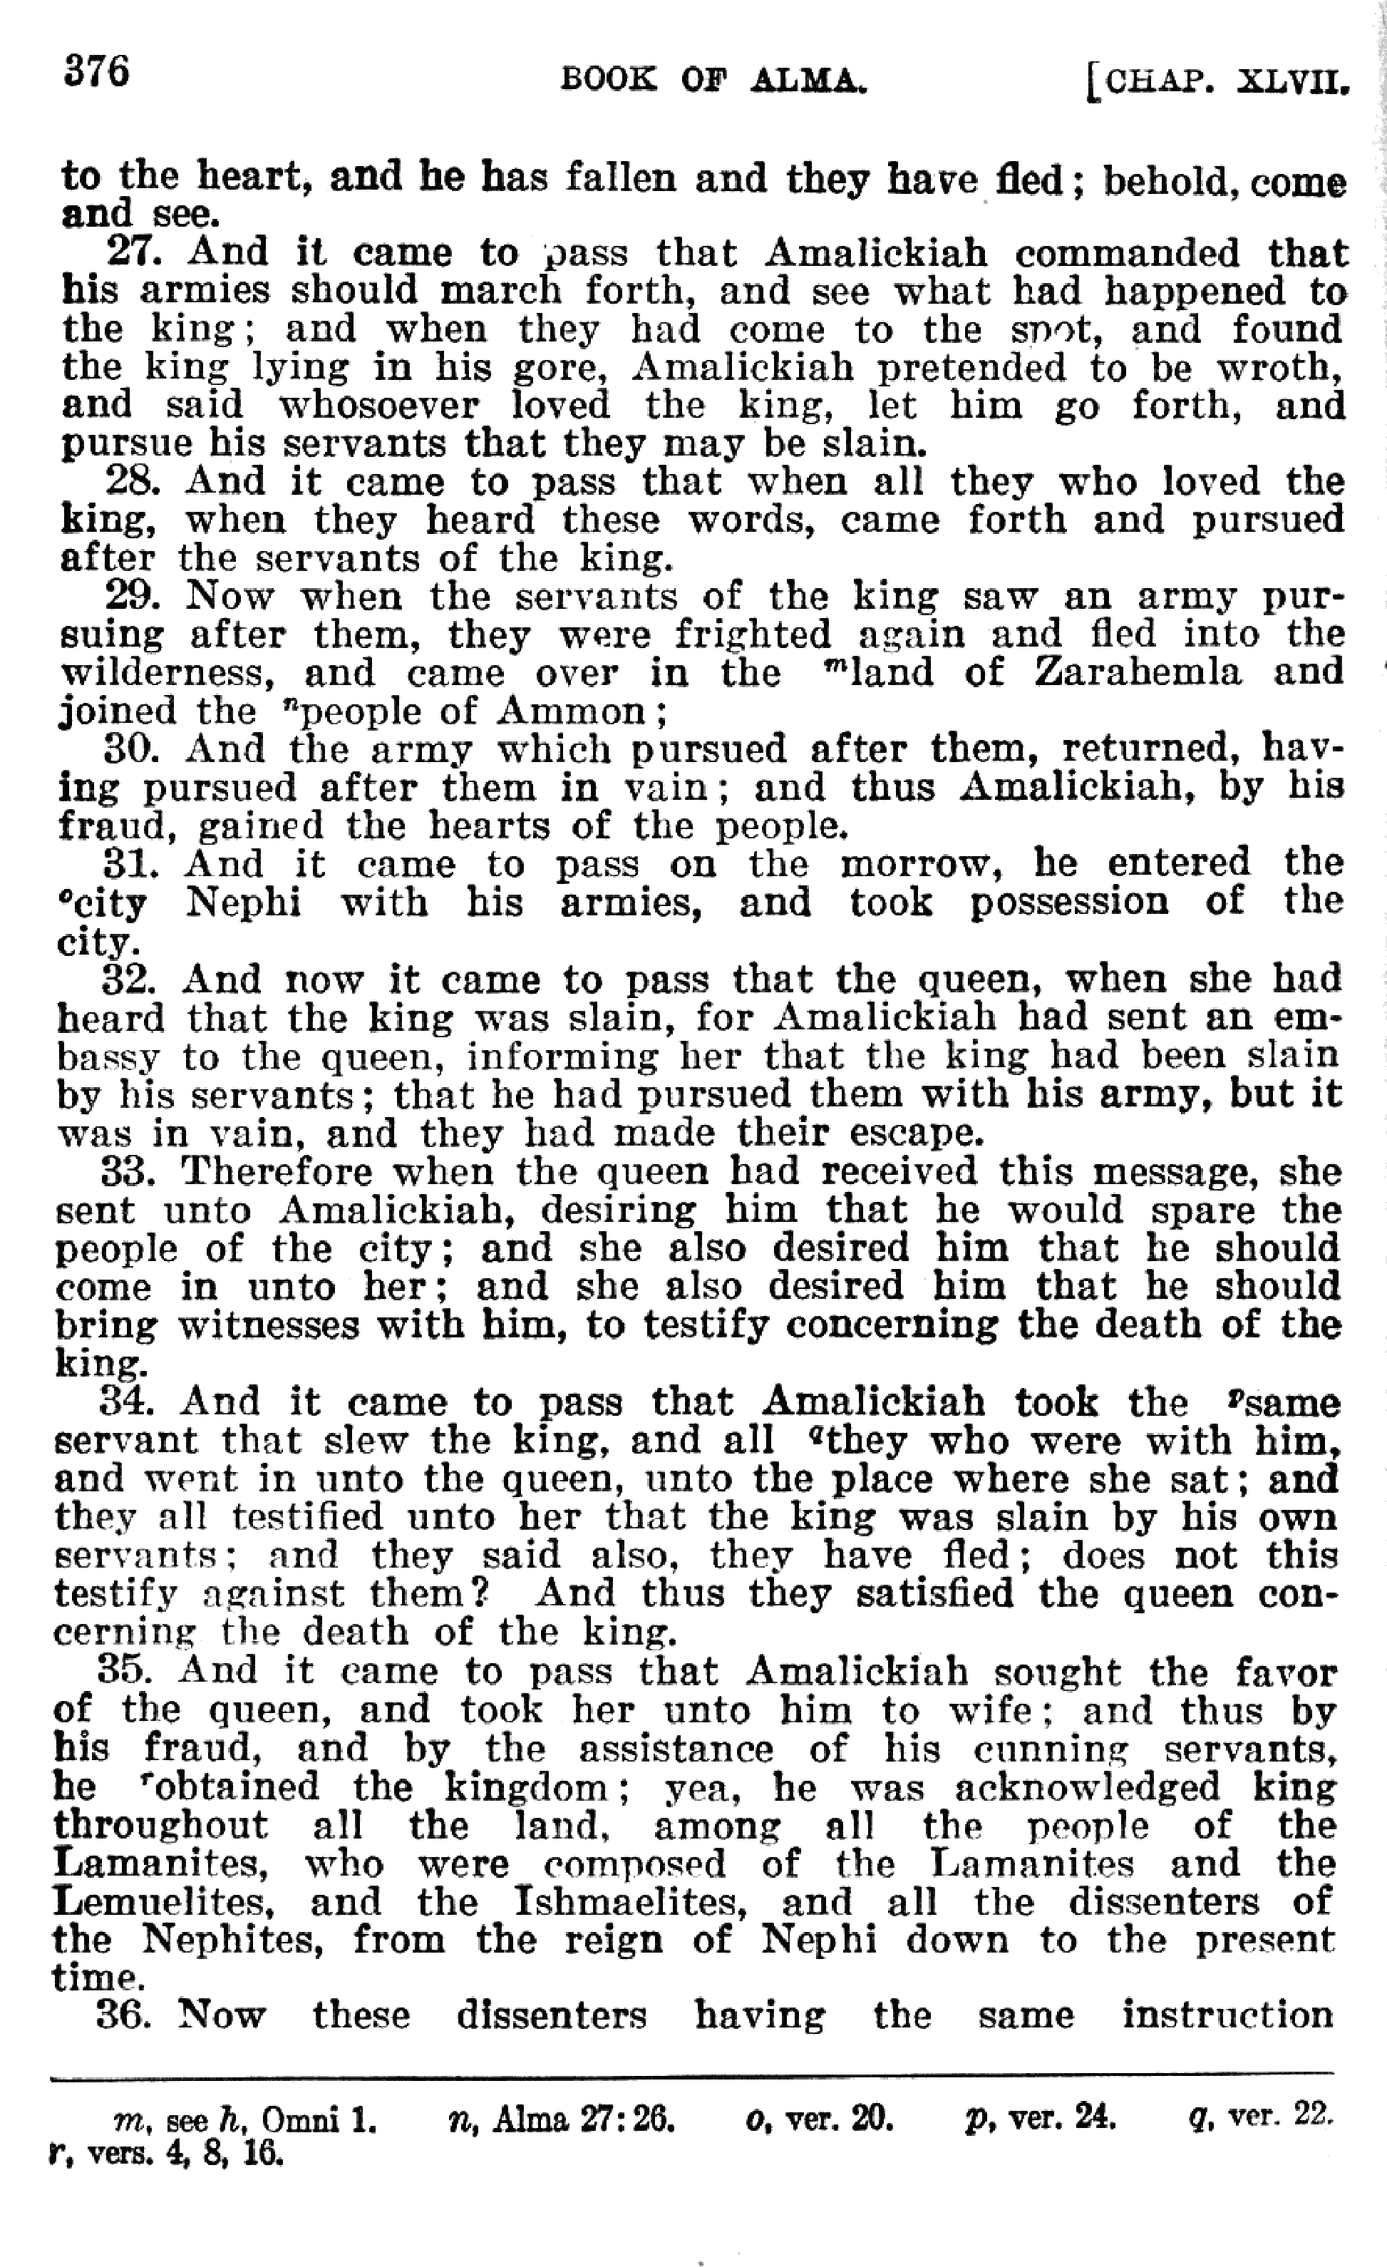 376 BOOK OF ALMA. [CHAP. XLVII.
to the heart, and he has fallen and they have fled; behold, come
and see.
27. And it came to pass that Amalickiah commanded that
his armies should march forth, and see what had happened to
the king; and when they had come to the spot, and found
the king lying in his gore, Amalickiah pretended to be wroth,
and said whosoever loved the king, let him go forth, and
pursue his servants that they may be slain.
28. And it came to pass that when all they who loved the
king, when they heard these words, came forth and pursued
after the servants of the king.
29. Now when the servants of the king saw an army pur-
suing after them, they were frighted again and fled into the
wilderness, and came over in the mland of Zarahemla and
joined the npeople of Ammon;
30. And the army which pursued after them, returned, hav-
ing pursued after them in vain; and thus Amalickiah, by his
fraud, gained the hearts of the people.
31. And it came to pass on the morrow, he entered the
ocity Nephi with his armies, and took possession of the
city.
32. And now it came to pass that the queen, when she had
heard that the king was slain, for Amalickiah had sent an em-
bassy to the queen, informing her that the king had been slain
by his servants; that he had pursued them with his army, but it
was in vain, and they had made their escape.
33. Therefore when the queen had received this message, she
sent unto Amalickiah, desiring him that he would spare the
people of the city; and she also desired him that he should
come in unto her; and she also desired him that he should
bring witnesses with him, to testify concerning the death of the
king.
34. And it came to pass that Amalickiah took the psame
servant that slew the king, and all qthey who were with him,
and went in unto the queen, unto the place where she sat; and
they all testified unto her that the king was slain by his own
servants; and they said also, they have fled; does not this
testify against them? And thus they satisfied the queen con-
cerning the death of the king.
35. And it came to pass that Amalickiah sought the favor
of the queen, and took her unto him to wife; and thus by
his fraud, and by the assistance of his cunning servants,
he robtained the kingdom; yea, he was acknowledged king
throughout all the land, among all the people of the
Lamanites, who were composed of the Lamanites and the
Lemuelites, and the Ishmaelites, and all the dissenters of
the Nephites, from the reign of Nephi down to the present
time.
36. Now these dissenters having the same instruction
m, see h, Omni 1. n, Alma 27:26. o, ver. 20. p, ver. 24. q, ver. 22.
r, vers. 4, 8, 16.